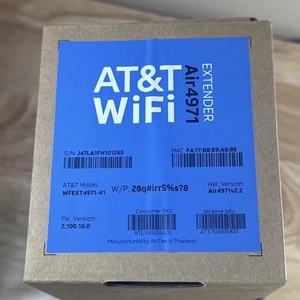 AT&T
WiFi
EXTENDER
Air4971
S/N: J47LA1FH101265
MAC: F4:17:B8:E9:A6:8E
AT&T Model:
WFEXT4971-41
W/P: 28q#irr5%s?8
HW_Version:
Air4971v2.2
FW_Version:
2.100.10.0
Consumer SKU
Wireline SKU
Manufactured by AirTies in Thailand